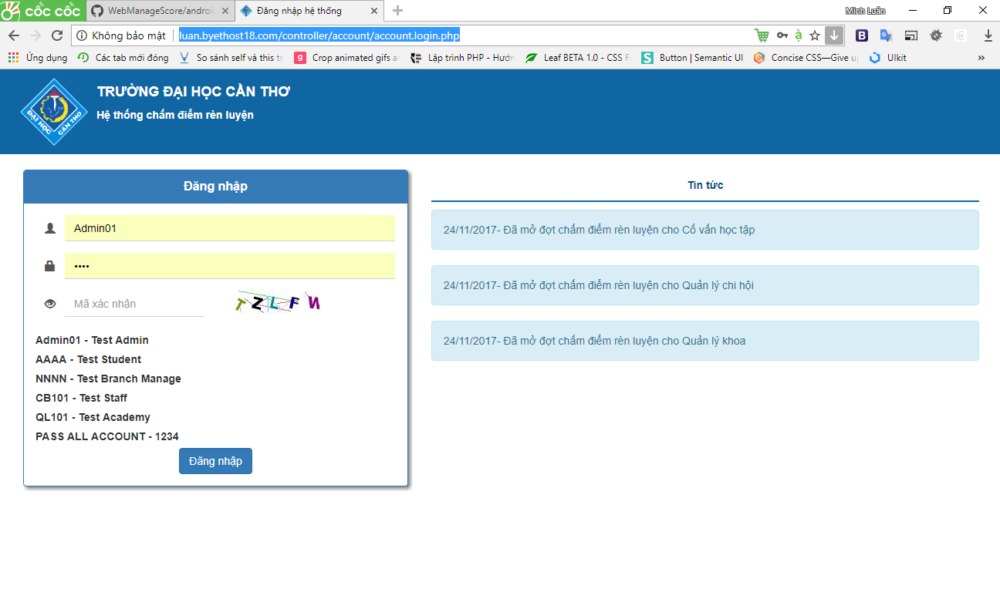 cốc cốc
WebManageScore/android
Đăng nhập hệ thống
Minh Luân
Không bảo mật
luan.byethost18.com/controller/account/account.login.php
Ứng dụng
Các tab mới đóng
So sánh self và this tr
Crop animated gifs a
Lập trình PHP - Hướn
Leaf BETA 1.0 - CSS F
Button | Semantic UI
Concise CSS—Give up
UIkit
»
TRƯỜNG ĐẠI HỌC CẦN THƠ
Hệ thống chấm điểm rèn luyện
ĐẠI HỌC CẦN THƠ
Đăng nhập
Admin01
••••
Mã xác nhận
TZLFW
Admin01 - Test Admin
AAAA - Test Student
NNNN - Test Branch Manage
CB101 - Test Staff
QL101 - Test Academy
PASS ALL ACCOUNT - 1234
Đăng nhập
Tin tức
24/11/2017- Đã mở đợt chấm điểm rèn luyện cho Cố vấn học tập
24/11/2017- Đã mở đợt chấm điểm rèn luyện cho Quản lý chi hội
24/11/2017- Đã mở đợt chấm điểm rèn luyện cho Quản lý khoa